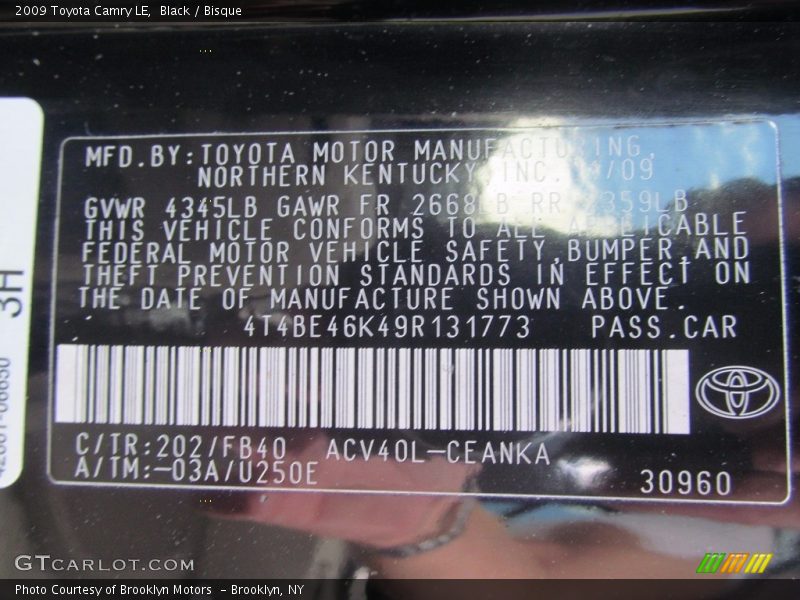 2009 Toyota Camry LE, Black / Bisque
MFD.BY:TOYOTA MOTOR MANUFACTURING,
NORTHERN KENTUCKY, INC. /09
GVWR 4345LB GAWR FR 2668LB RR 2359LB
THIS VEHICLE CONFORMS TO ALL APPLICABLE
FEDERAL MOTOR VEHICLE SAFETY,BUMPER,AND
THEFT PREVENTION STANDARDS IN EFFECT ON
THE DATE OF MANUFACTURE SHOWN ABOVE.
4T4BE46K49R131773 PASS.CAR
C/TR:202/FB40 ACV40L-CEANKA
A/TM:-03A/U250E
30960
3H
GTCARLOT.COM
Photo Courtesy of Brooklyn Motors - Brooklyn, NY